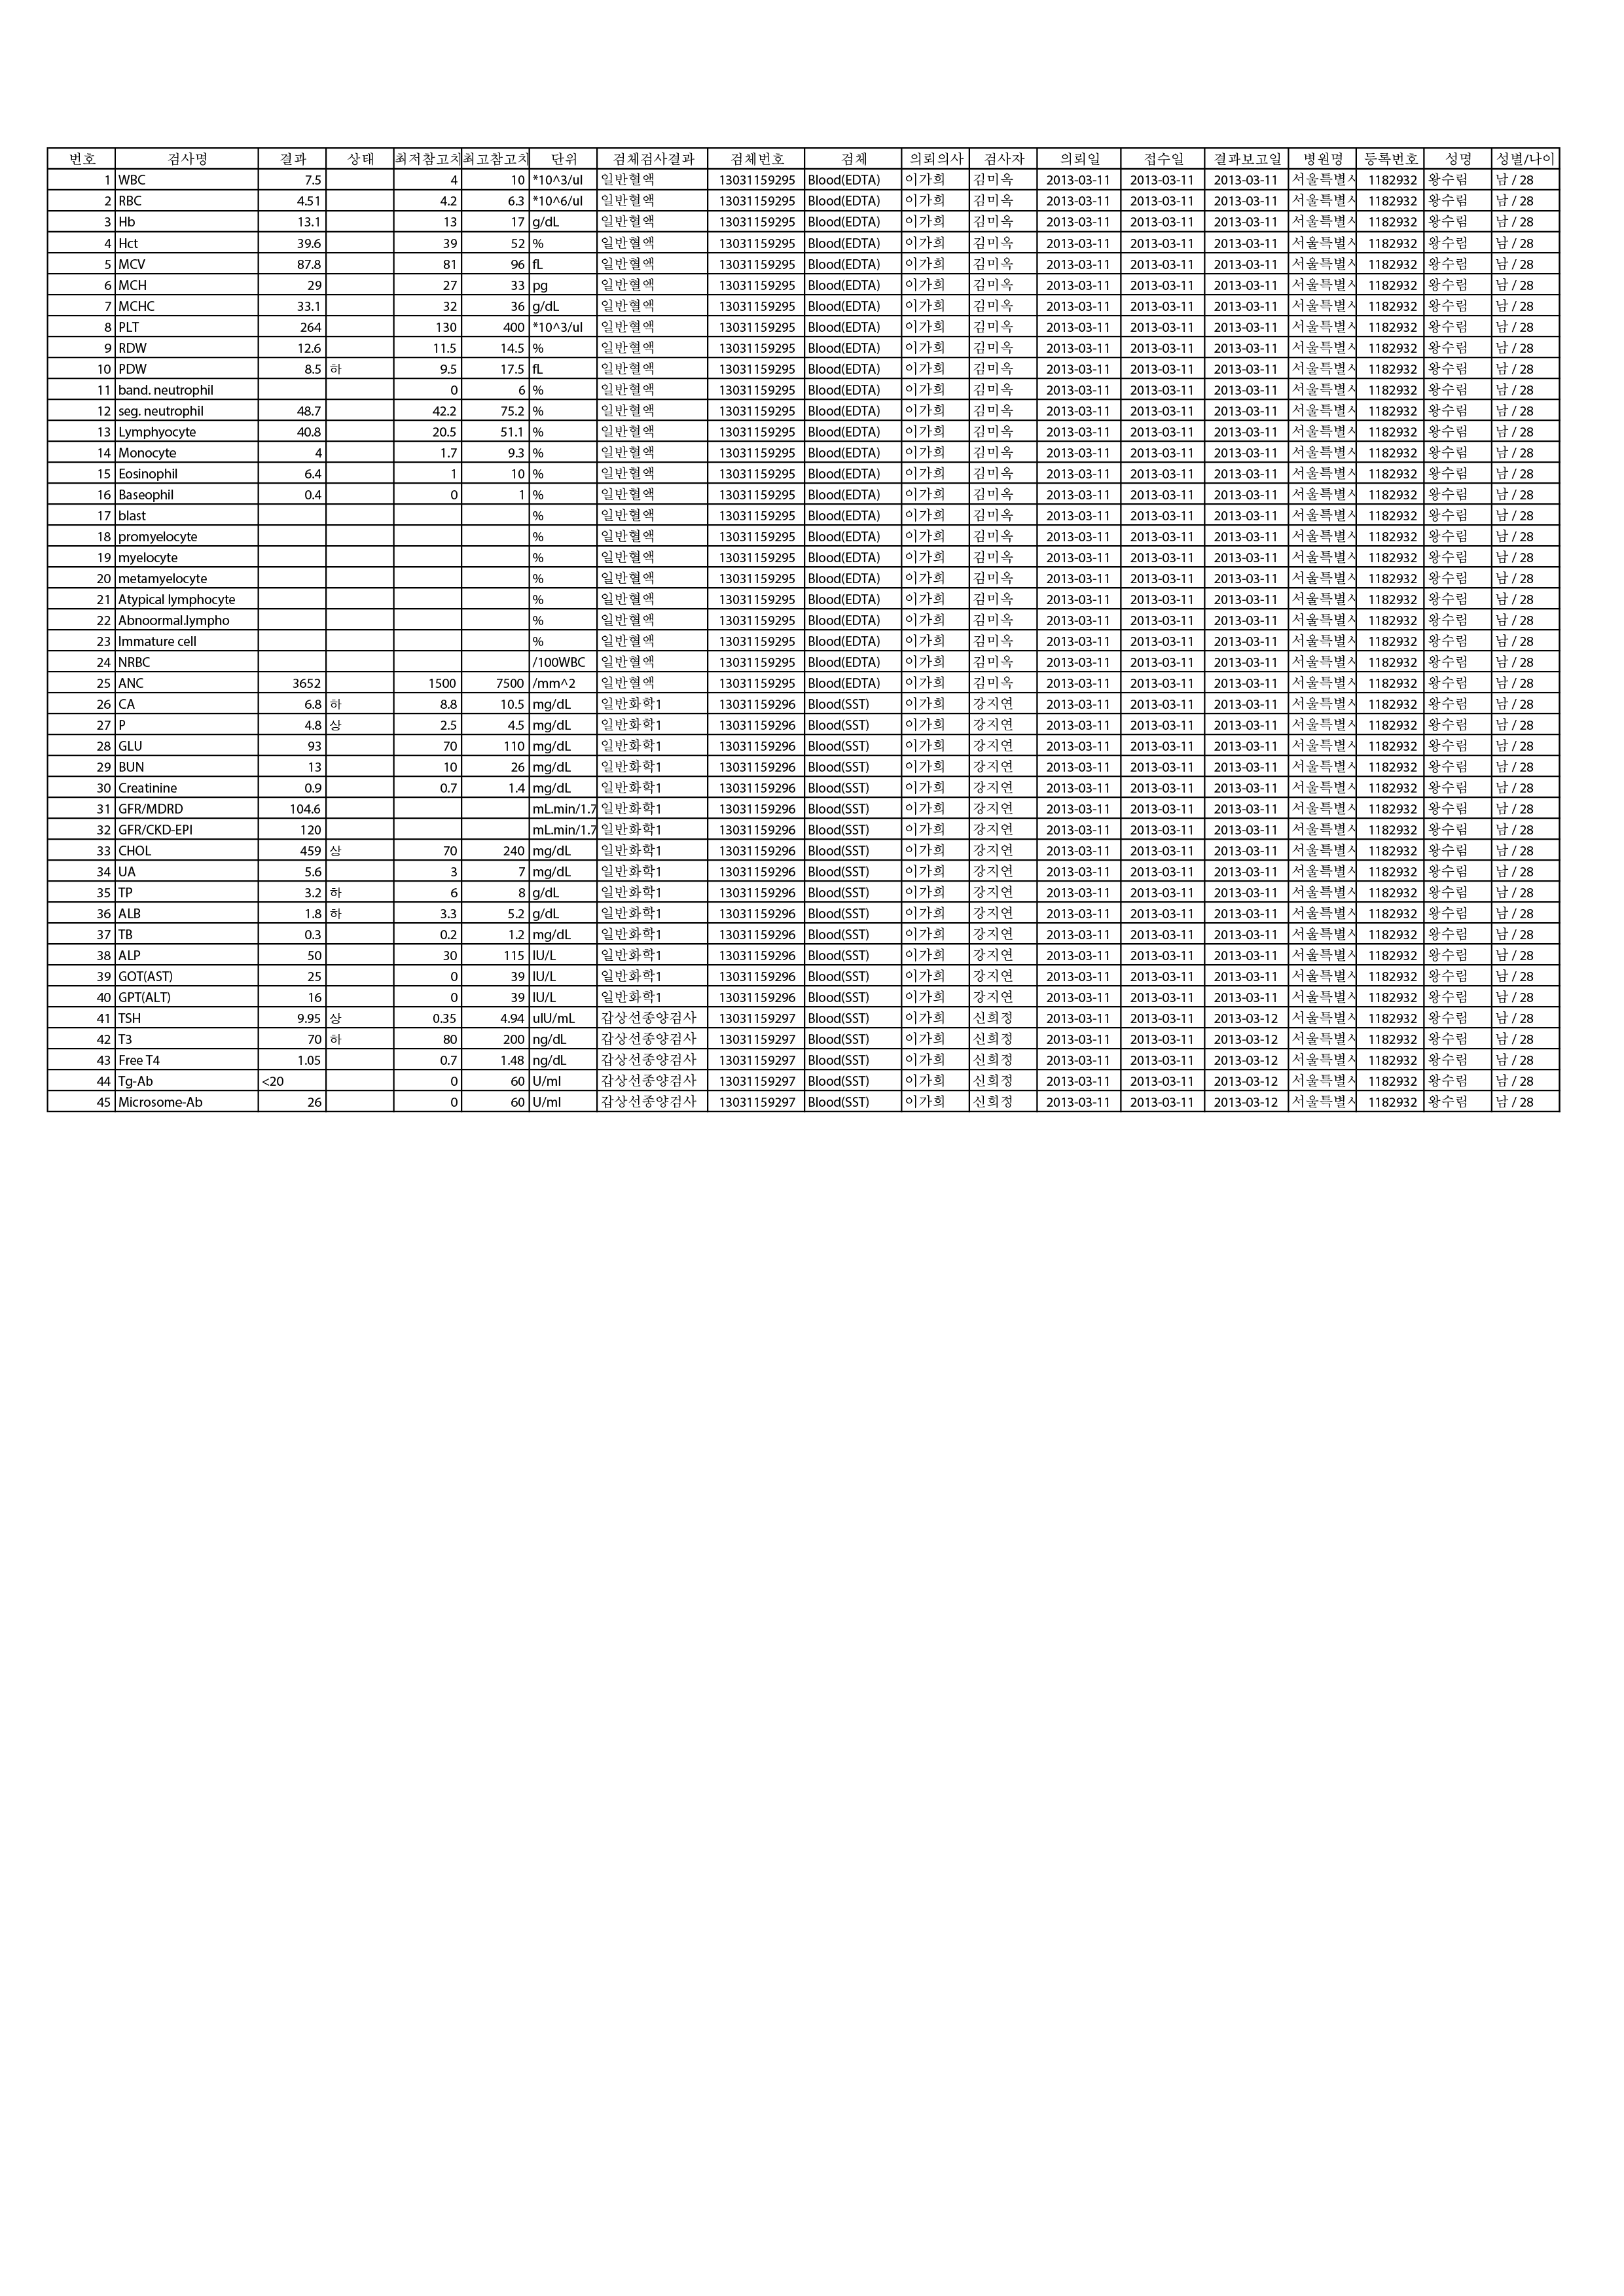 번호 검사명 결과 상태 최저참고치 최고참고치 단위 검체검사결과 검체번호 검체 의뢰의사 검사자 의뢰일 접수일 결과보고일 병원명 등록번호 성명 성별/나이
1 WBC 7.5 4 10 *10^3/ul 일반혈액 13031159295 Blood(EDTA) 이가희 김미옥 2013-03-11 2013-03-11 2013-03-11 서울특별시 1182932 왕수림 남 / 28
2 RBC 4.51 4.2 6.3 *10^6/ul 일반혈액 13031159295 Blood(EDTA) 이가희 김미옥 2013-03-11 2013-03-11 2013-03-11 서울특별시 1182932 왕수림 남 / 28
3 Hb 13.1 13 17 g/dL 일반혈액 13031159295 Blood(EDTA) 이가희 김미옥 2013-03-11 2013-03-11 2013-03-11 서울특별시 1182932 왕수림 남 / 28
4 Hct 39.6 39 52 % 일반혈액 13031159295 Blood(EDTA) 이가희 김미옥 2013-03-11 2013-03-11 2013-03-11 서울특별시 1182932 왕수림 남 / 28
5 MCV 87.8 81 96 fL 일반혈액 13031159295 Blood(EDTA) 이가희 김미옥 2013-03-11 2013-03-11 2013-03-11 서울특별시 1182932 왕수림 남 / 28
6 MCH 29 27 33 pg 일반혈액 13031159295 Blood(EDTA) 이가희 김미옥 2013-03-11 2013-03-11 2013-03-11 서울특별시 1182932 왕수림 남 / 28
7 MCHC 33.1 32 36 g/dL 일반혈액 13031159295 Blood(EDTA) 이가희 김미옥 2013-03-11 2013-03-11 2013-03-11 서울특별시 1182932 왕수림 남 / 28
8 PLT 264 130 400 *10^3/ul 일반혈액 13031159295 Blood(EDTA) 이가희 김미옥 2013-03-11 2013-03-11 2013-03-11 서울특별시 1182932 왕수림 남 / 28
9 RDW 12.6 11.5 14.5 % 일반혈액 13031159295 Blood(EDTA) 이가희 김미옥 2013-03-11 2013-03-11 2013-03-11 서울특별시 1182932 왕수림 남 / 28
10 PDW 8.5 하 9.5 17.5 fL 일반혈액 13031159295 Blood(EDTA) 이가희 김미옥 2013-03-11 2013-03-11 2013-03-11 서울특별시 1182932 왕수림 남 / 28
11 band. neutrophil 0 6 % 일반혈액 13031159295 Blood(EDTA) 이가희 김미옥 2013-03-11 2013-03-11 2013-03-11 서울특별시 1182932 왕수림 남 / 28
12 seg. neutrophil 48.7 42.2 75.2 % 일반혈액 13031159295 Blood(EDTA) 이가희 김미옥 2013-03-11 2013-03-11 2013-03-11 서울특별시 1182932 왕수림 남 / 28
13 Lymphyocyte 40.8 20.5 51.1 % 일반혈액 13031159295 Blood(EDTA) 이가희 김미옥 2013-03-11 2013-03-11 2013-03-11 서울특별시 1182932 왕수림 남 / 28
14 Monocyte 4 1.7 9.3 % 일반혈액 13031159295 Blood(EDTA) 이가희 김미옥 2013-03-11 2013-03-11 2013-03-11 서울특별시 1182932 왕수림 남 / 28
15 Eosinophil 6.4 1 10 % 일반혈액 13031159295 Blood(EDTA) 이가희 김미옥 2013-03-11 2013-03-11 2013-03-11 서울특별시 1182932 왕수림 남 / 28
16 Baseophil 0.4 0 1 % 일반혈액 13031159295 Blood(EDTA) 이가희 김미옥 2013-03-11 2013-03-11 2013-03-11 서울특별시 1182932 왕수림 남 / 28
17 blast % 일반혈액 13031159295 Blood(EDTA) 이가희 김미옥 2013-03-11 2013-03-11 2013-03-11 서울특별시 1182932 왕수림 남 / 28
18 promyelocyte % 일반혈액 13031159295 Blood(EDTA) 이가희 김미옥 2013-03-11 2013-03-11 2013-03-11 서울특별시 1182932 왕수림 남 / 28
19 myelocyte % 일반혈액 13031159295 Blood(EDTA) 이가희 김미옥 2013-03-11 2013-03-11 2013-03-11 서울특별시 1182932 왕수림 남 / 28
20 metamyelocyte % 일반혈액 13031159295 Blood(EDTA) 이가희 김미옥 2013-03-11 2013-03-11 2013-03-11 서울특별시 1182932 왕수림 남 / 28
21 Atypical lymphocyte % 일반혈액 13031159295 Blood(EDTA) 이가희 김미옥 2013-03-11 2013-03-11 2013-03-11 서울특별시 1182932 왕수림 남 / 28
22 Abnoormal.lympho % 일반혈액 13031159295 Blood(EDTA) 이가희 김미옥 2013-03-11 2013-03-11 2013-03-11 서울특별시 1182932 왕수림 남 / 28
23 Immature cell % 일반혈액 13031159295 Blood(EDTA) 이가희 김미옥 2013-03-11 2013-03-11 2013-03-11 서울특별시 1182932 왕수림 남 / 28
24 NRBC /100WBC 일반혈액 13031159295 Blood(EDTA) 이가희 김미옥 2013-03-11 2013-03-11 2013-03-11 서울특별시 1182932 왕수림 남 / 28
25 ANC 3652 1500 7500 /mm^2 일반혈액 13031159295 Blood(EDTA) 이가희 김미옥 2013-03-11 2013-03-11 2013-03-11 서울특별시 1182932 왕수림 남 / 28
26 CA 6.8 하 8.8 10.5 mg/dL 일반화학1 13031159296 Blood(SST) 이가희 강지연 2013-03-11 2013-03-11 2013-03-11 서울특별시 1182932 왕수림 남 / 28
27 P 4.8 상 2.5 4.5 mg/dL 일반화학1 13031159296 Blood(SST) 이가희 강지연 2013-03-11 2013-03-11 2013-03-11 서울특별시 1182932 왕수림 남 / 28
28 GLU 93 70 110 mg/dL 일반화학1 13031159296 Blood(SST) 이가희 강지연 2013-03-11 2013-03-11 2013-03-11 서울특별시 1182932 왕수림 남 / 28
29 BUN 13 10 26 mg/dL 일반화학1 13031159296 Blood(SST) 이가희 강지연 2013-03-11 2013-03-11 2013-03-11 서울특별시 1182932 왕수림 남 / 28
30 Creatinine 0.9 0.7 1.4 mg/dL 일반화학1 13031159296 Blood(SST) 이가희 강지연 2013-03-11 2013-03-11 2013-03-11 서울특별시 1182932 왕수림 남 / 28
31 GFR/MDRD 104.6 mL.min/1.7 일반화학1 13031159296 Blood(SST) 이가희 강지연 2013-03-11 2013-03-11 2013-03-11 서울특별시 1182932 왕수림 남 / 28
32 GFR/CKD-EPI 120 mL.min/1.7 일반화학1 13031159296 Blood(SST) 이가희 강지연 2013-03-11 2013-03-11 2013-03-11 서울특별시 1182932 왕수림 남 / 28
33 CHOL 459 상 70 240 mg/dL 일반화학1 13031159296 Blood(SST) 이가희 강지연 2013-03-11 2013-03-11 2013-03-11 서울특별시 1182932 왕수림 남 / 28
34 UA 5.6 3 7 mg/dL 일반화학1 13031159296 Blood(SST) 이가희 강지연 2013-03-11 2013-03-11 2013-03-11 서울특별시 1182932 왕수림 남 / 28
35 TP 3.2 하 6 8 g/dL 일반화학1 13031159296 Blood(SST) 이가희 강지연 2013-03-11 2013-03-11 2013-03-11 서울특별시 1182932 왕수림 남 / 28
36 ALB 1.8 하 3.3 5.2 g/dL 일반화학1 13031159296 Blood(SST) 이가희 강지연 2013-03-11 2013-03-11 2013-03-11 서울특별시 1182932 왕수림 남 / 28
37 TB 0.3 0.2 1.2 mg/dL 일반화학1 13031159296 Blood(SST) 이가희 강지연 2013-03-11 2013-03-11 2013-03-11 서울특별시 1182932 왕수림 남 / 28
38 ALP 50 30 115 IU/L 일반화학1 13031159296 Blood(SST) 이가희 강지연 2013-03-11 2013-03-11 2013-03-11 서울특별시 1182932 왕수림 남 / 28
39 GOT(AST) 25 0 39 IU/L 일반화학1 13031159296 Blood(SST) 이가희 강지연 2013-03-11 2013-03-11 2013-03-11 서울특별시 1182932 왕수림 남 / 28
40 GPT(ALT) 16 0 39 IU/L 일반화학1 13031159296 Blood(SST) 이가희 강지연 2013-03-11 2013-03-11 2013-03-11 서울특별시 1182932 왕수림 남 / 28
41 TSH 9.95 상 0.35 4.94 uIU/mL 갑상선종양검사 13031159297 Blood(SST) 이가희 신희정 2013-03-11 2013-03-11 2013-03-12 서울특별시 1182932 왕수림 남 / 28
42 T3 70 하 80 200 ng/dL 갑상선종양검사 13031159297 Blood(SST) 이가희 신희정 2013-03-11 2013-03-11 2013-03-12 서울특별시 1182932 왕수림 남 / 28
43 Free T4 1.05 0.7 1.48 ng/dL 갑상선종양검사 13031159297 Blood(SST) 이가희 신희정 2013-03-11 2013-03-11 2013-03-12 서울특별시 1182932 왕수림 남 / 28
44 Tg-Ab <20 0 60 U/ml 갑상선종양검사 13031159297 Blood(SST) 이가희 신희정 2013-03-11 2013-03-11 2013-03-12 서울특별시 1182932 왕수림 남 / 28
45 Microsome-Ab 26 0 60 U/ml 갑상선종양검사 13031159297 Blood(SST) 이가희 신희정 2013-03-11 2013-03-11 2013-03-12 서울특별시 1182932 왕수림 남 / 28